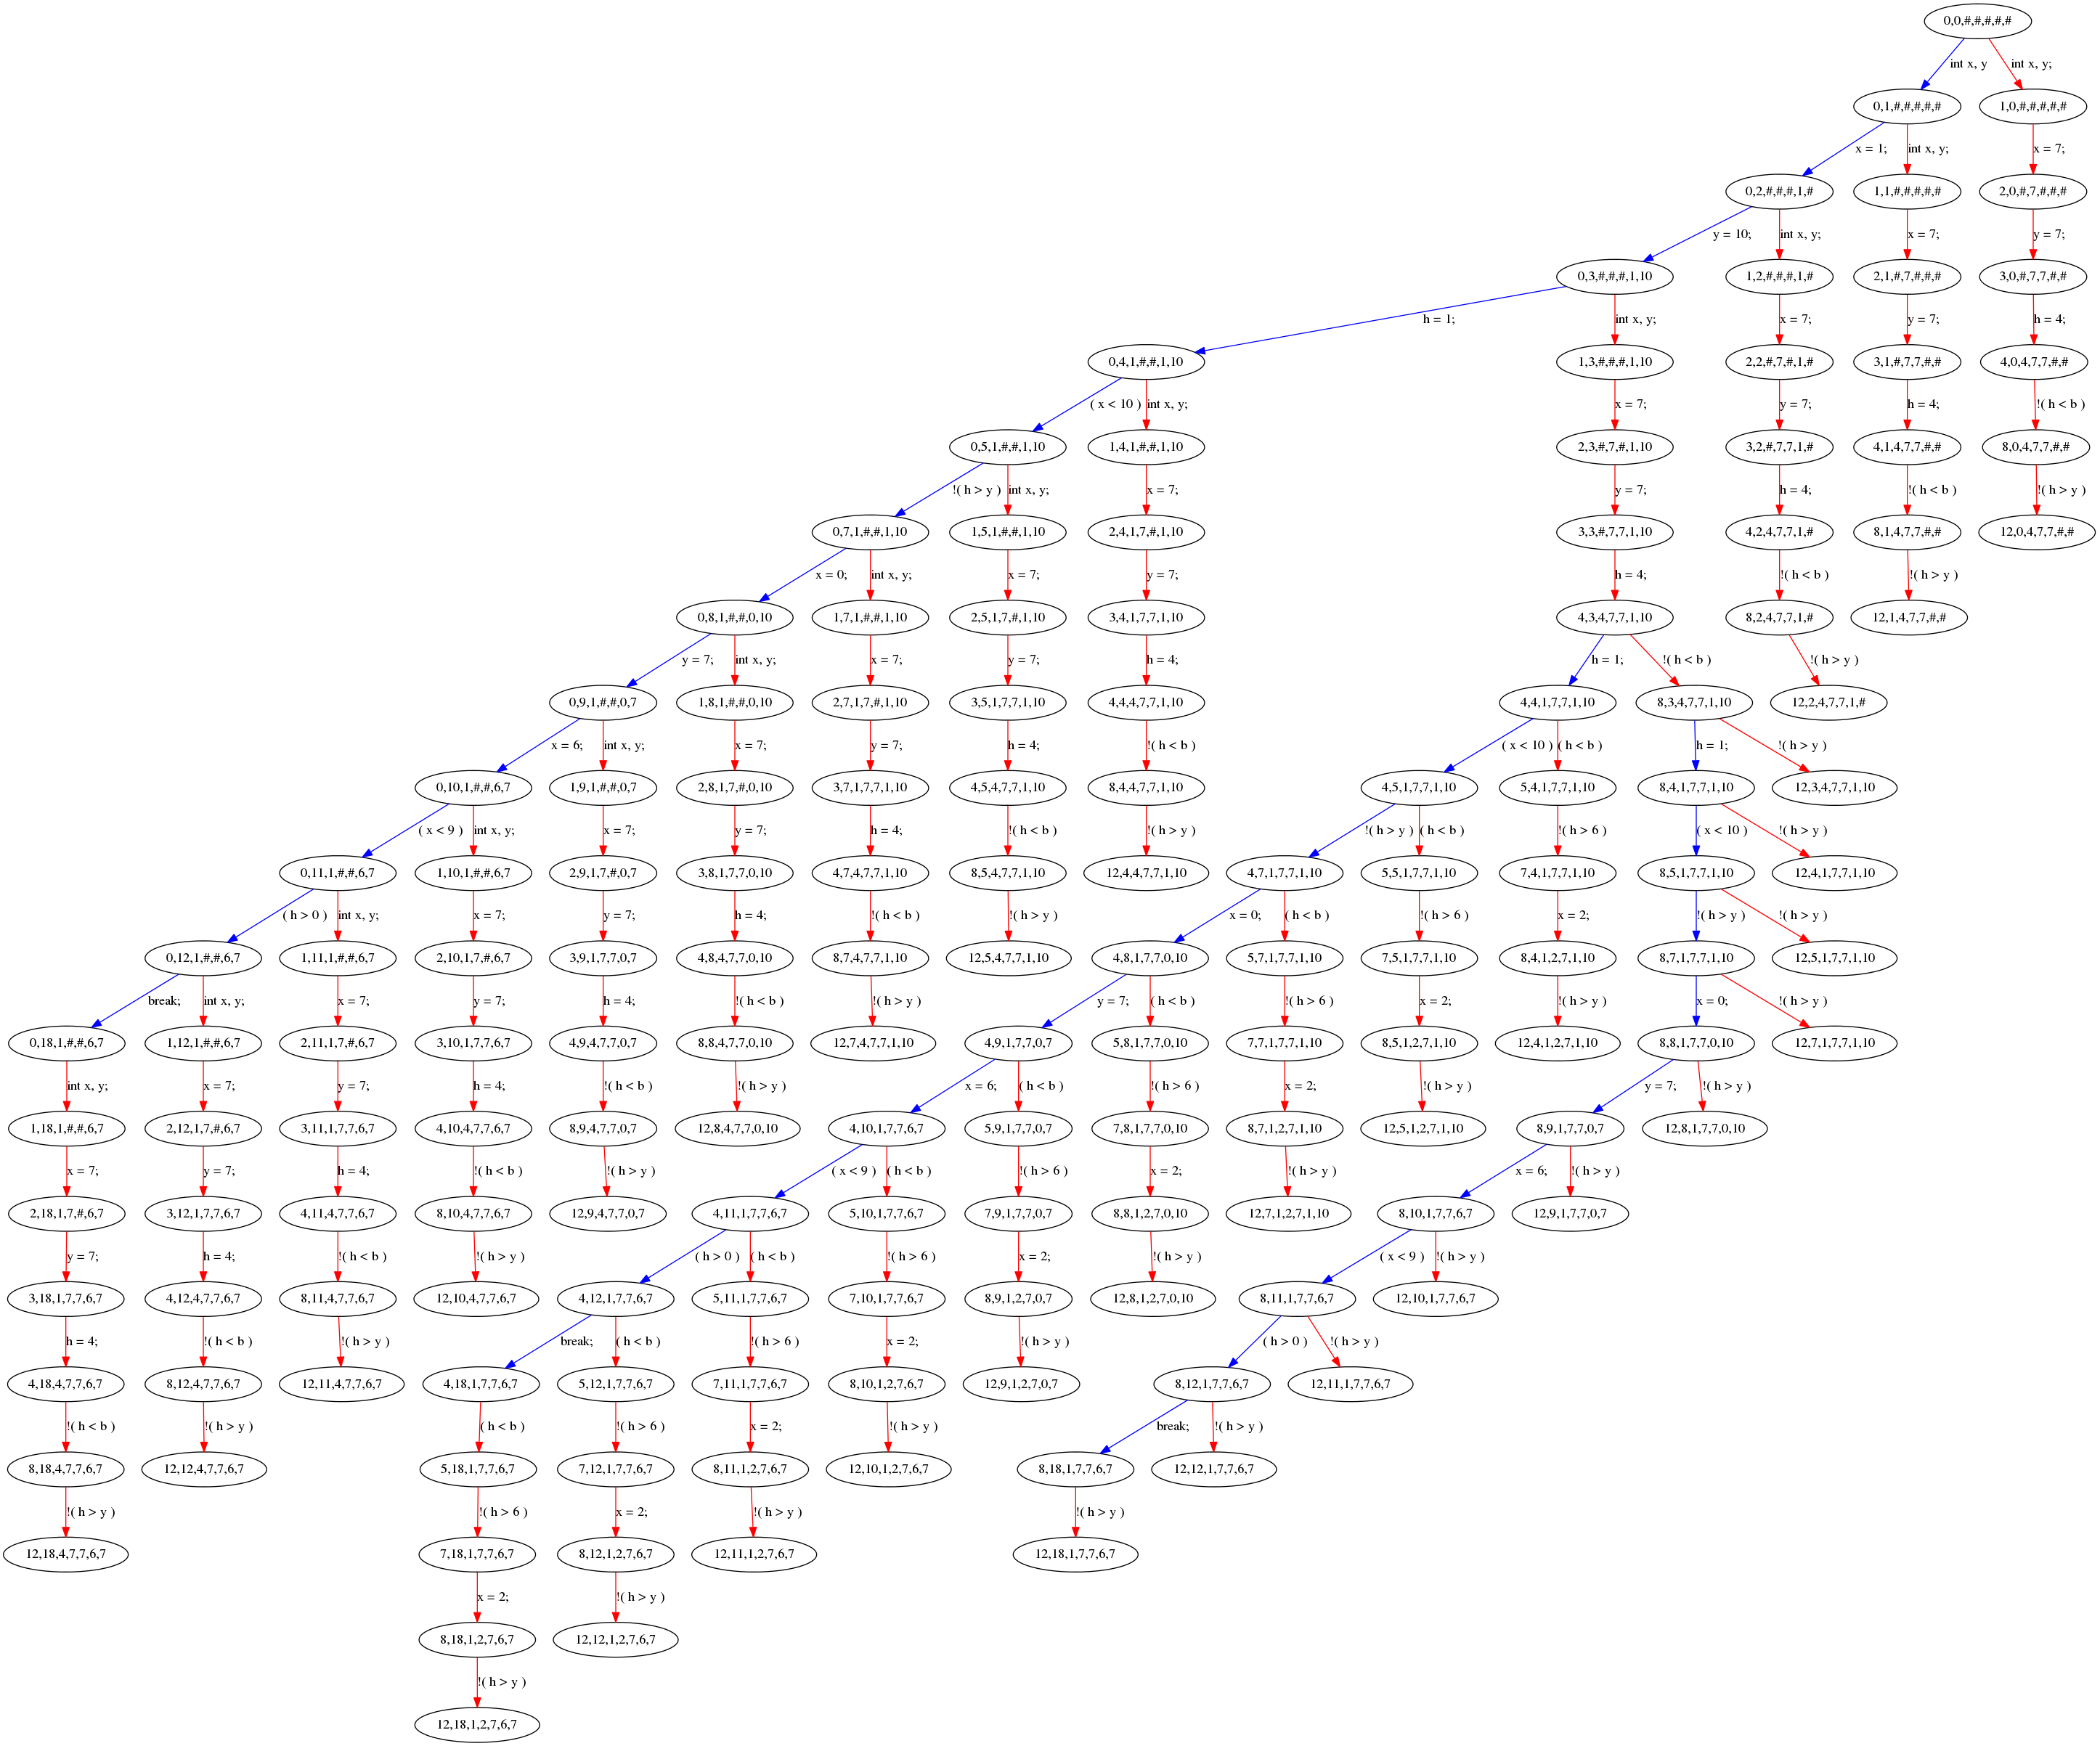 0,0,#,#,#,#,#
int x, y
int x, y;
0,1,#,#,#,#,#
1,0,#,#,#,#,#
x = 1;
int x, y;
x = 7;
0,2,#,#,#,1,#
1,1,#,#,#,#,#
2,0,#,7,#,#,#
y = 10;
int x, y;
x = 7;
y = 7;
0,3,#,#,#,1,10
1,2,#,#,#,1,#
2,1,#,7,#,#,#
3,0,#,7,7,#,#
h = 1;
int x, y;
x = 7;
y = 7;
h = 4;
0,4,1,#,#,1,10
1,3,#,#,#,1,10
2,2,#,7,#,1,#
3,1,#,7,7,#,#
4,0,4,7,7,#,#
( x < 10 )
int x, y;
x = 7;
y = 7;
h = 4;
!( h < b )
0,5,1,#,#,1,10
1,4,1,#,#,1,10
2,3,#,7,#,1,10
3,2,#,7,7,1,#
4,1,4,7,7,#,#
8,0,4,7,7,#,#
!( h > y )
int x, y;
x = 7;
y = 7;
h = 4;
!( h < b )
!( h > y )
0,7,1,#,#,1,10
1,5,1,#,#,1,10
2,4,1,7,#,1,10
3,3,#,7,7,1,10
4,2,4,7,7,1,#
8,1,4,7,7,#,#
12,0,4,7,7,#,#
x = 0;
int x, y;
x = 7;
y = 7;
h = 4;
!( h < b )
!( h > y )
0,8,1,#,#,0,10
1,7,1,#,#,1,10
2,5,1,7,#,1,10
3,4,1,7,7,1,10
4,3,4,7,7,1,10
8,2,4,7,7,1,#
12,1,4,7,7,#,#
y = 7;
int x, y;
x = 7;
y = 7;
h = 4;
h = 1;
!( h < b )
!( h > y )
0,9,1,#,#,0,7
1,8,1,#,#,0,10
2,7,1,7,#,1,10
3,5,1,7,7,1,10
4,4,4,7,7,1,10
4,4,1,7,7,1,10
8,3,4,7,7,1,10
12,2,4,7,7,1,#
x = 6;
int x, y;
x = 7;
y = 7;
h = 4;
!( h < b )
( x < 10 )
( h < b )
h = 1;
!( h > y )
0,10,1,#,#,6,7
1,9,1,#,#,0,7
2,8,1,7,#,0,10
3,7,1,7,7,1,10
4,5,4,7,7,1,10
8,4,4,7,7,1,10
4,5,1,7,7,1,10
5,4,1,7,7,1,10
8,4,1,7,7,1,10
12,3,4,7,7,1,10
( x < 9 )
int x, y;
x = 7;
y = 7;
h = 4;
!( h < b )
!( h > y )
!( h > y )
( h < b )
!( h > 6 )
( x < 10 )
!( h > y )
0,11,1,#,#,6,7
1,10,1,#,#,6,7
2,9,1,7,#,0,7
3,8,1,7,7,0,10
4,7,4,7,7,1,10
8,5,4,7,7,1,10
12,4,4,7,7,1,10
4,7,1,7,7,1,10
5,5,1,7,7,1,10
7,4,1,7,7,1,10
8,5,1,7,7,1,10
12,4,1,7,7,1,10
( h > 0 )
int x, y;
x = 7;
y = 7;
h = 4;
!( h < b )
!( h > y )
x = 0;
( h < b )
!( h > 6 )
x = 2;
!( h > y )
!( h > y )
0,12,1,#,#,6,7
1,11,1,#,#,6,7
2,10,1,7,#,6,7
3,9,1,7,7,0,7
4,8,4,7,7,0,10
8,7,4,7,7,1,10
12,5,4,7,7,1,10
4,8,1,7,7,0,10
5,7,1,7,7,1,10
7,5,1,7,7,1,10
8,4,1,2,7,1,10
8,7,1,7,7,1,10
12,5,1,7,7,1,10
break;
int x, y;
x = 7;
y = 7;
h = 4;
!( h < b )
!( h > y )
y = 7;
( h < b )
!( h > 6 )
x = 2;
!( h > y )
x = 0;
!( h > y )
0,18,1,#,#,6,7
1,12,1,#,#,6,7
2,11,1,7,#,6,7
3,10,1,7,7,6,7
4,9,4,7,7,0,7
8,8,4,7,7,0,10
12,7,4,7,7,1,10
4,9,1,7,7,0,7
5,8,1,7,7,0,10
7,7,1,7,7,1,10
8,5,1,2,7,1,10
12,4,1,2,7,1,10
8,8,1,7,7,0,10
12,7,1,7,7,1,10
int x, y;
x = 7;
y = 7;
h = 4;
!( h < b )
!( h > y )
x = 6;
( h < b )
!( h > 6 )
x = 2;
!( h > y )
y = 7;
!( h > y )
1,18,1,#,#,6,7
2,12,1,7,#,6,7
3,11,1,7,7,6,7
4,10,4,7,7,6,7
8,9,4,7,7,0,7
12,8,4,7,7,0,10
4,10,1,7,7,6,7
5,9,1,7,7,0,7
7,8,1,7,7,0,10
8,7,1,2,7,1,10
12,5,1,2,7,1,10
8,9,1,7,7,0,7
12,8,1,7,7,0,10
x = 7;
y = 7;
h = 4;
!( h < b )
!( h > y )
( x < 9 )
( h < b )
!( h > 6 )
x = 2;
!( h > y )
x = 6;
!( h > y )
2,18,1,7,#,6,7
3,12,1,7,7,6,7
4,11,4,7,7,6,7
8,10,4,7,7,6,7
12,9,4,7,7,0,7
4,11,1,7,7,6,7
5,10,1,7,7,6,7
7,9,1,7,7,0,7
8,8,1,2,7,0,10
12,7,1,2,7,1,10
8,10,1,7,7,6,7
12,9,1,7,7,0,7
y = 7;
h = 4;
!( h < b )
!( h > y )
( h > 0 )
( h < b )
!( h > 6 )
x = 2;
!( h > y )
( x < 9 )
!( h > y )
3,18,1,7,7,6,7
4,12,4,7,7,6,7
8,11,4,7,7,6,7
12,10,4,7,7,6,7
4,12,1,7,7,6,7
5,11,1,7,7,6,7
7,10,1,7,7,6,7
8,9,1,2,7,0,7
12,8,1,2,7,0,10
8,11,1,7,7,6,7
12,10,1,7,7,6,7
h = 4;
!( h < b )
!( h > y )
break;
( h < b )
!( h > 6 )
x = 2;
!( h > y )
( h > 0 )
!( h > y )
4,18,4,7,7,6,7
8,12,4,7,7,6,7
12,11,4,7,7,6,7
4,18,1,7,7,6,7
5,12,1,7,7,6,7
7,11,1,7,7,6,7
8,10,1,2,7,6,7
12,9,1,2,7,0,7
8,12,1,7,7,6,7
12,11,1,7,7,6,7
!( h < b )
!( h > y )
( h < b )
!( h > 6 )
x = 2;
!( h > y )
break;
!( h > y )
8,18,4,7,7,6,7
12,12,4,7,7,6,7
5,18,1,7,7,6,7
7,12,1,7,7,6,7
8,11,1,2,7,6,7
12,10,1,2,7,6,7
8,18,1,7,7,6,7
12,12,1,7,7,6,7
!( h > y )
!( h > 6 )
x = 2;
!( h > y )
!( h > y )
12,18,4,7,7,6,7
7,18,1,7,7,6,7
8,12,1,2,7,6,7
12,11,1,2,7,6,7
12,18,1,7,7,6,7
x = 2;
!( h > y )
8,18,1,2,7,6,7
12,12,1,2,7,6,7
!( h > y )
12,18,1,2,7,6,7